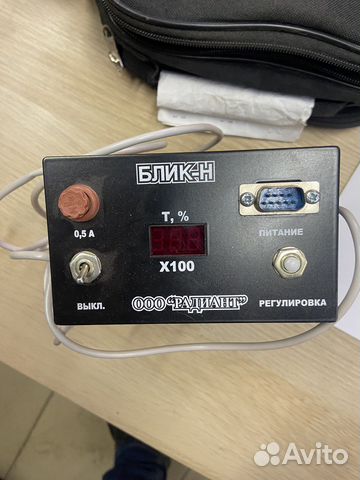 БЛИК-Н
0,5 А
Т, %
ПИТАНИЕ
Х100
ВЫКЛ.
ООО "РАДИАНТ"
РЕГУЛИРОВКА
Avito